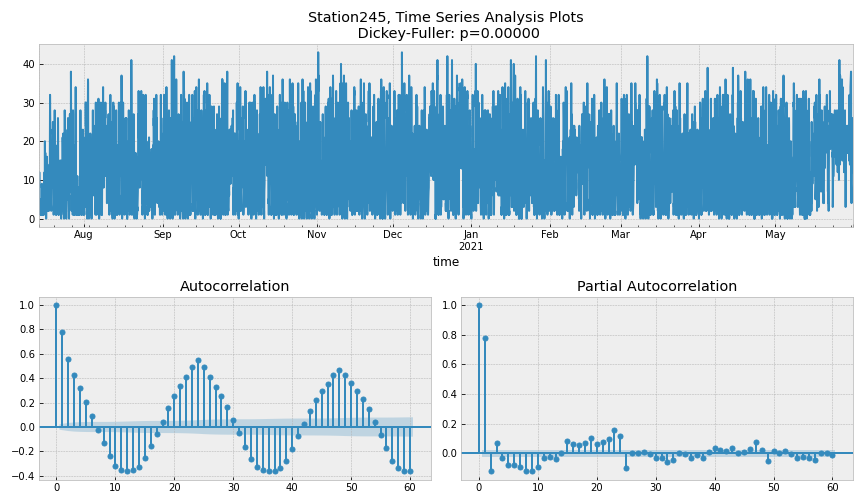 Station245, Time Series Analysis Plots
Dickey-Fuller: p=0.00000
40
30
20
10
0
Aug Sep Oct Nov Dec Jan Feb Mar Apr May
2021
time
Autocorrelation Partial Autocorrelation
1.0 1.0
0.8 0.8
0.6 0.6
0.4 0.4
0.2 0.2
0.0 0.0
−0.2
−0.4
0 10 20 30 40 50 60 0 10 20 30 40 50 60